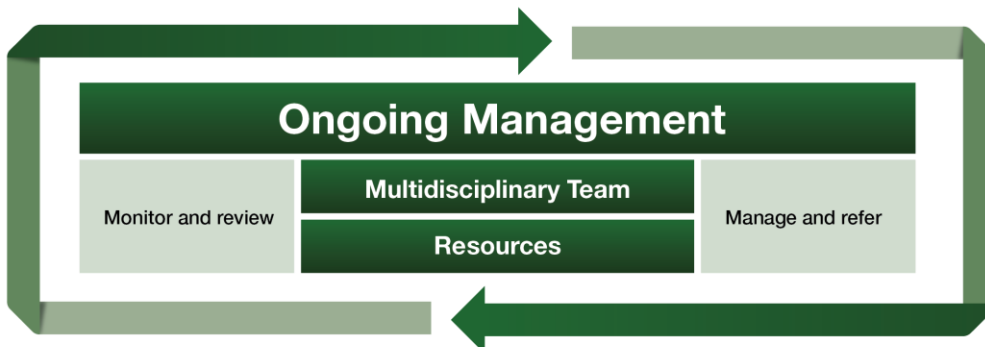 Ongoing Management
Monitor and review
Multidisciplinary Team
Resources
Manage and refer